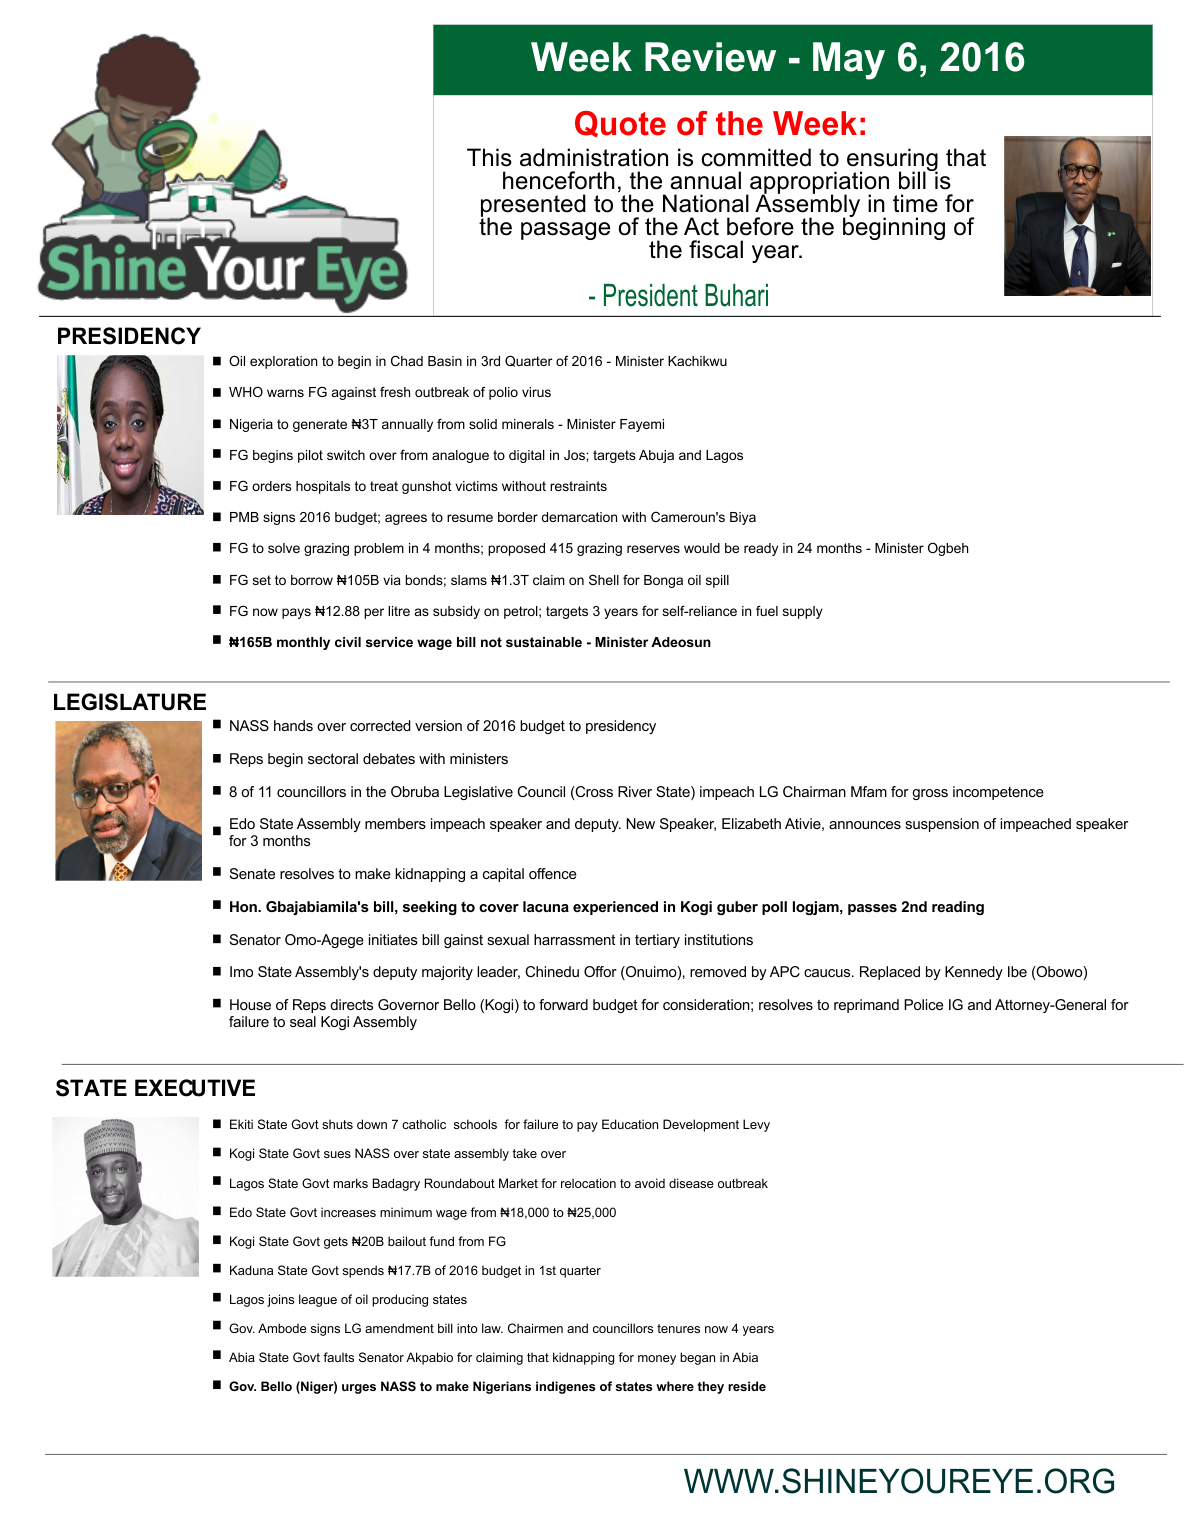 Shine Your Eye
Week Review - May 6, 2016
Quote of the Week:
This administration is committed to ensuring that
henceforth, the annual appropriation bill is
presented to the National Assembly in time for
the passage of the Act before the beginning of
the fiscal year.
- President Buhari
PRESIDENCY
Oil exploration to begin in Chad Basin in 3rd Quarter of 2016 - Minister Kachikwu
WHO warns FG against fresh outbreak of polio virus
Nigeria to generate ₦3T annually from solid minerals - Minister Fayemi
FG begins pilot switch over from analogue to digital in Jos; targets Abuja and Lagos
FG orders hospitals to treat gunshot victims without restraints
PMB signs 2016 budget; agrees to resume border demarcation with Cameroun's Biya
FG to solve grazing problem in 4 months; proposed 415 grazing reserves would be ready in 24 months - Minister Ogbeh
FG set to borrow ₦105B via bonds; slams ₦1.3T claim on Shell for Bonga oil spill
FG now pays ₦12.88 per litre as subsidy on petrol; targets 3 years for self-reliance in fuel supply
₦165B monthly civil service wage bill not sustainable - Minister Adeosun
LEGISLATURE
NASS hands over corrected version of 2016 budget to presidency
Reps begin sectoral debates with ministers
8 of 11 councillors in the Obruba Legislative Council (Cross River State) impeach LG Chairman Mfam for gross incompetence
Edo State Assembly members impeach speaker and deputy. New Speaker, Elizabeth Ativie, announces suspension of impeached speaker
for 3 months
Senate resolves to make kidnapping a capital offence
Hon. Gbajabiamila's bill, seeking to cover lacuna experienced in Kogi guber poll logjam, passes 2nd reading
Senator Omo-Agege initiates bill gainst sexual harrassment in tertiary institutions
Imo State Assembly's deputy majority leader, Chinedu Offor (Onuimo), removed by APC caucus. Replaced by Kennedy Ibe (Obowo)
House of Reps directs Governor Bello (Kogi) to forward budget for consideration; resolves to reprimand Police IG and Attorney-General for
failure to seal Kogi Assembly
STATE EXECUTIVE
Ekiti State Govt shuts down 7 catholic schools for failure to pay Education Development Levy
Kogi State Govt sues NASS over state assembly take over
Lagos State Govt marks Badagry Roundabout Market for relocation to avoid disease outbreak
Edo State Govt increases minimum wage from ₦18,000 to ₦25,000
Kogi State Govt gets ₦20B bailout fund from FG
Kaduna State Govt spends ₦17.7B of 2016 budget in 1st quarter
Lagos joins league of oil producing states
Gov. Ambode signs LG amendment bill into law. Chairmen and councillors tenures now 4 years
Abia State Govt faults Senator Akpabio for claiming that kidnapping for money began in Abia
Gov. Bello (Niger) urges NASS to make Nigerians indigenes of states where they reside
WWW.SHINEYOUREYE.ORG